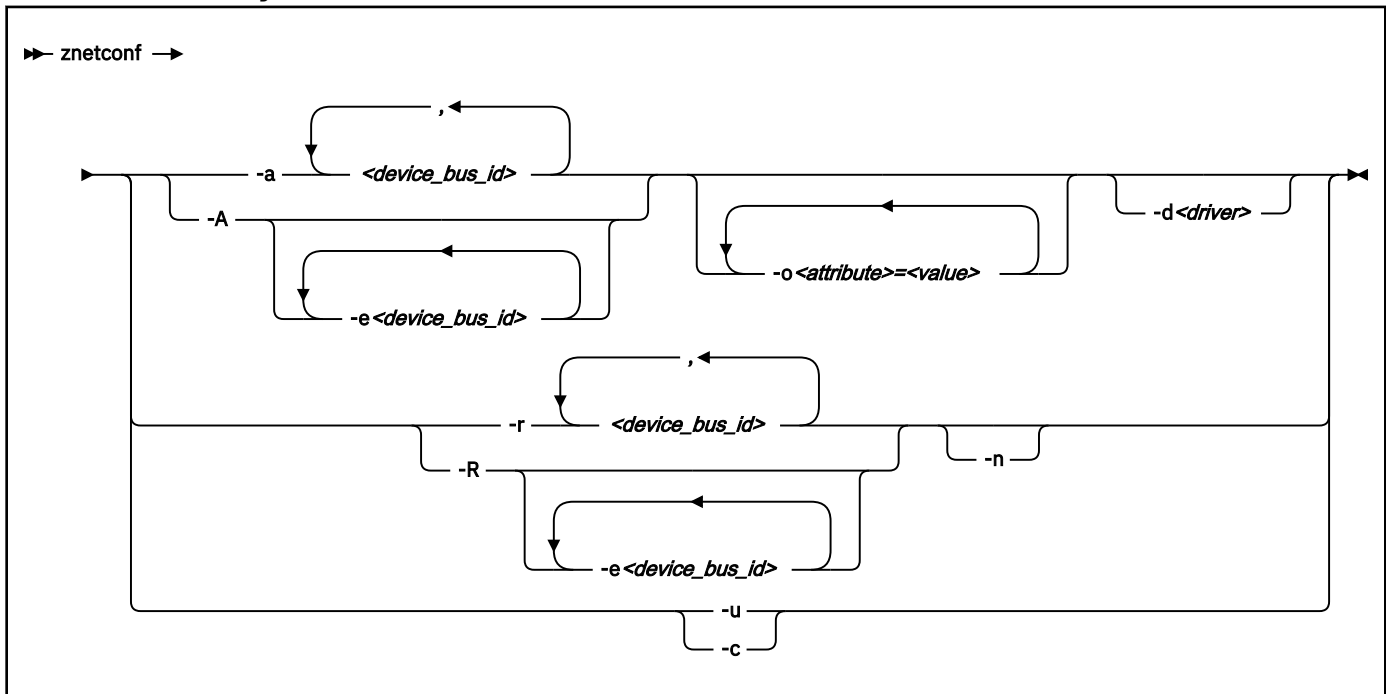 znetconf
,
-a <device_bus_id>
-A
-d<driver>
-o<attribute>=<value>
-e<device_bus_id>
,
-r <device_bus_id>
-n
-R
-e<device_bus_id>
-u
-c